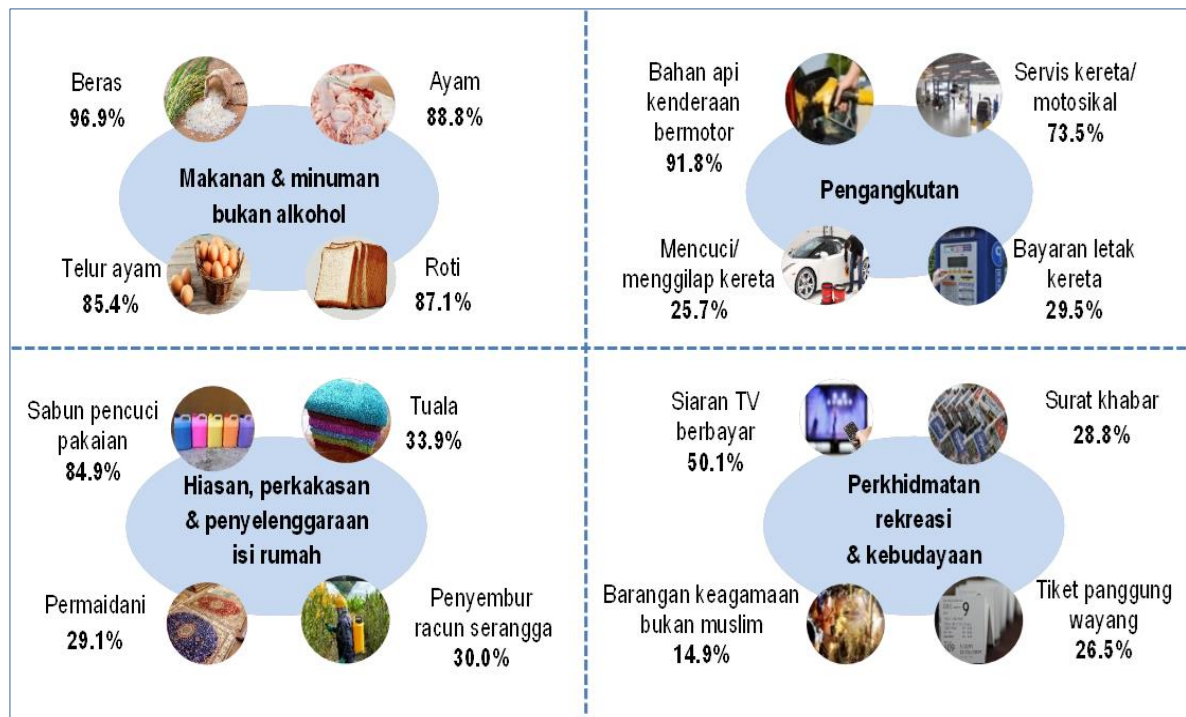 Beras
96.9%
Ayam
88.8%
Makanan & minuman
bukan alkohol
Telur ayam
85.4%
Roti
87.1%
Bahan api
kenderaan
bermotor
91.8%
Servis kereta/
motosikal
73.5%
Pengangkutan
Mencuci/
menggilap kereta
25.7%
Bayaran letak
kereta
29.5%
Sabun pencuci
pakaian
84.9%
Tuala
33.9%
Hiasan, perkakasan
& penyelenggaraan
isi rumah
Permaidani
29.1%
Penyembur
racun serangga
30.0%
Siaran TV
berbayar
50.1%
Surat khabar
28.8%
Perkhidmatan
rekreasi
& kebudayaan
Barangan keagamaan
bukan muslim
14.9%
Tiket panggung
wayang
26.5%
9